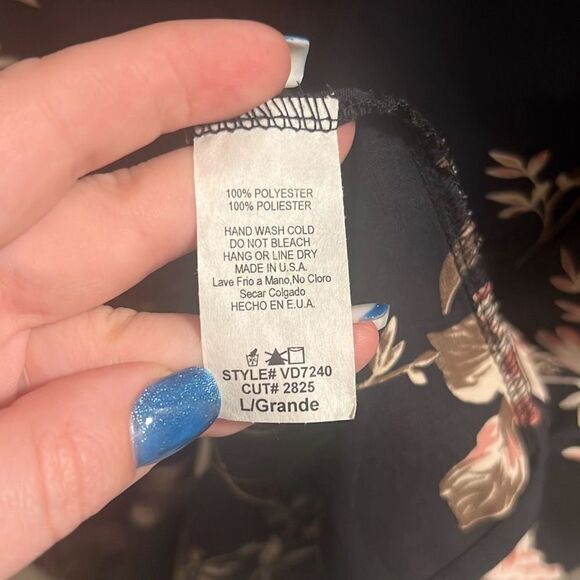 100% POLYESTER
100% POLIESTER
HAND WASH COLD
DO NOT BLEACH
HANG OR LINE DRY
MADE IN U.S.A.
Lave Frio a Mano,No Cloro
Secar Colgado
HECHO EN E.U.A.
STYLE# VD7240
CUT# 2825
L/Grande